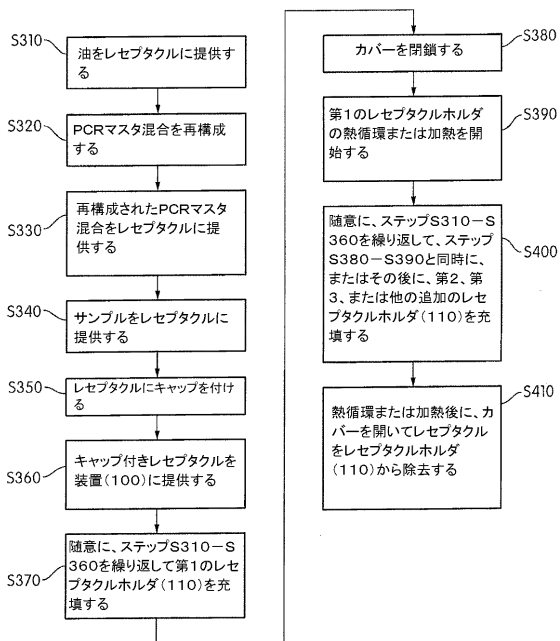 S310
油をレセプタクルに提供す
る
S320
PCRマスタ混合を再構成
する
S330
再構成されたPCRマスタ
混合をレセプタクルに提
供する
S340
サンプルをレセプタクルに
提供する
S350
レセプタクルにキャップを付け
る
S360
キャップ付きレセプタクルを
装置(100)に提供する
S370
随意に、ステップS310-S
360を繰り返して第1のレセ
プタクルホルダ(110)を充
填する
S380
カバーを閉鎖する
S390
第1のレセプタクルホルダ
の熱循環または加熱を開
始する
S400
随意に、ステップS310-S
360を繰り返して、ステップ
S380-S390と同時に、
またはその後に、第2、第
3、または他の追加のレセ
プタクルホルダ(110)を充
填する
S410
熱循環または加熱後に、カ
バーを開いてレセプタクル
をレセプタクルホルダ
(110)から除去する